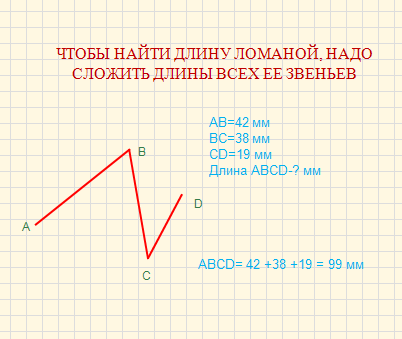 ЧТОБЫ НАЙТИ ДЛИНУ ЛОМАНОЙ, НАДО
СЛОЖИТЬ ДЛИНЫ ВСЕХ ЕЕ ЗВЕНЬЕВ
AB=42 мм
BC=38 мм
CD=19 мм
Длина ABCD-? мм
B
D
A
C
ABCD= 42 +38 +19 = 99 мм